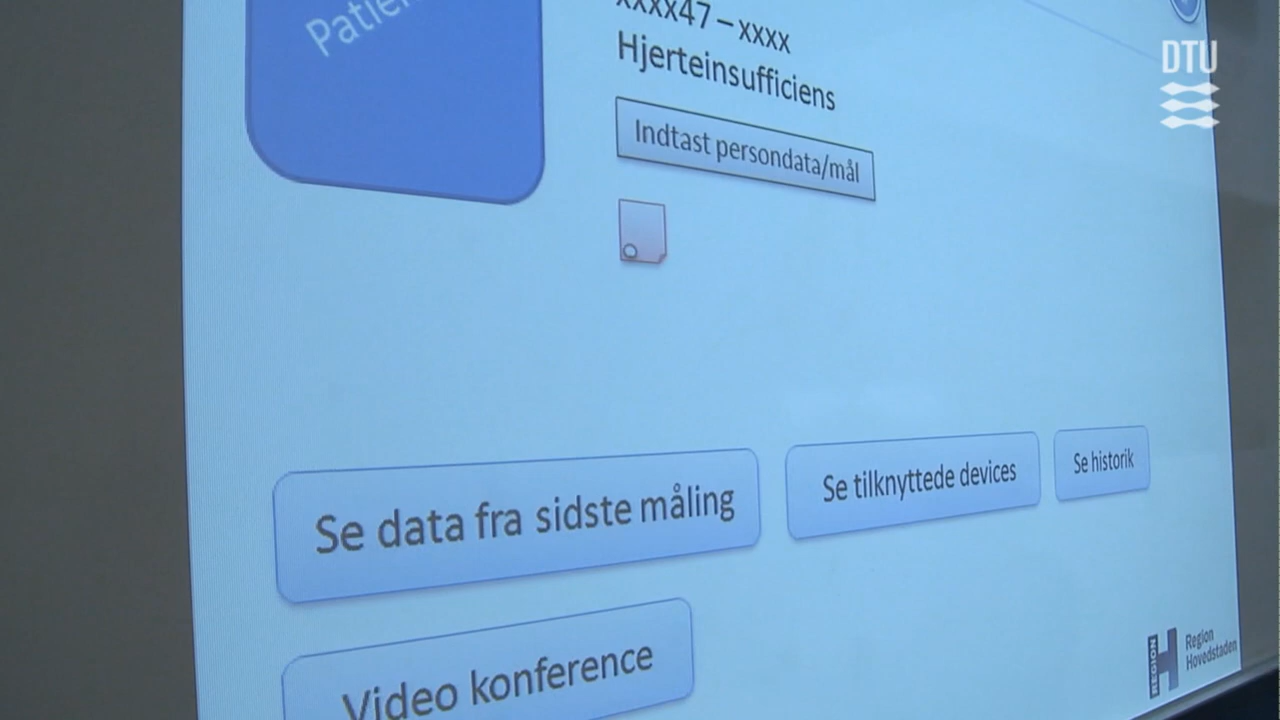 xxxx47 – xxxx
Hjerteinsufficiens
DTU
Indtast persondata/mål
Se data fra sidste måling
Se tilknyttede devices
Se historik
Video konference
REGION H
Region
Hovedstaden